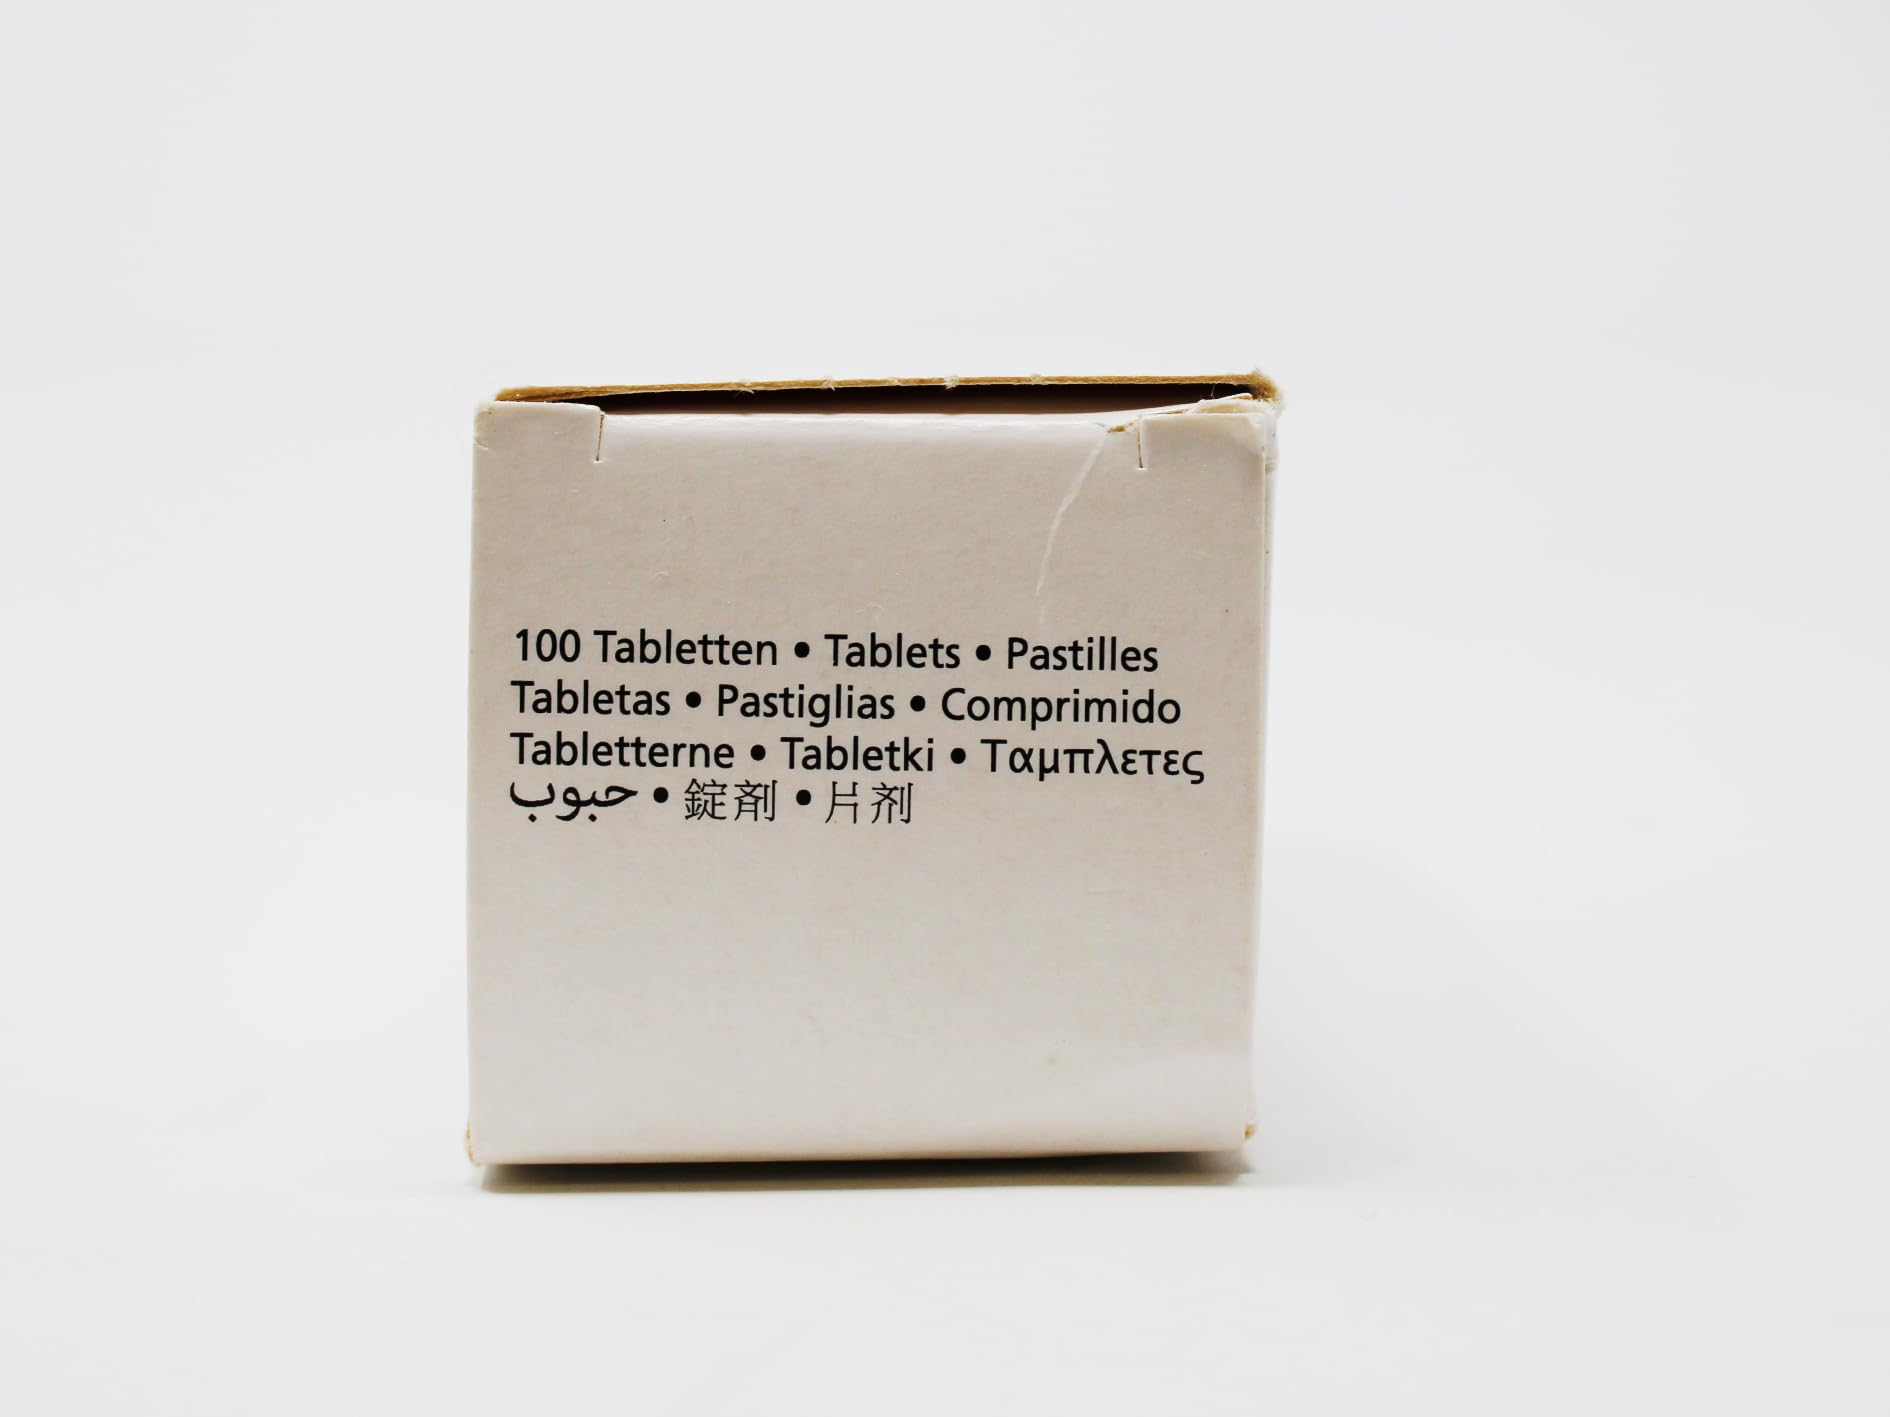 100 Tabletten • Tablets • Pastilles
Tabletas • Pastiglias • Comprimido
Tabletterne • Tabletki • Ταμπλετες
حبوب • 錠剤 • 片剂